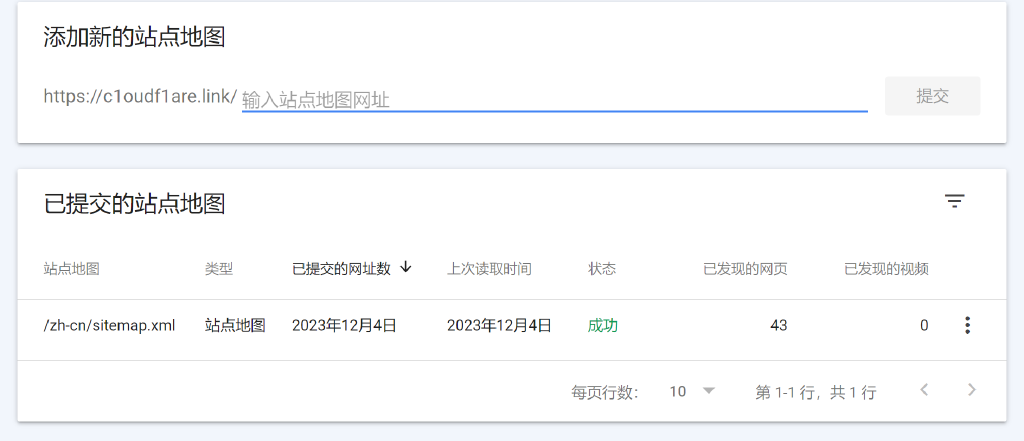 添加新的站点地图
https://c1oudf1are.link/ 输入站点地图网址 提交
已提交的站点地图
站点地图 类型 已提交的网址数 上次读取时间 状态 已发现的网页 已发现的视频
/zh-cn/sitemap.xml 站点地图 2023年12月4日 2023年12月4日 成功 43 0
每页行数： 10 第 1-1 行，共 1 行